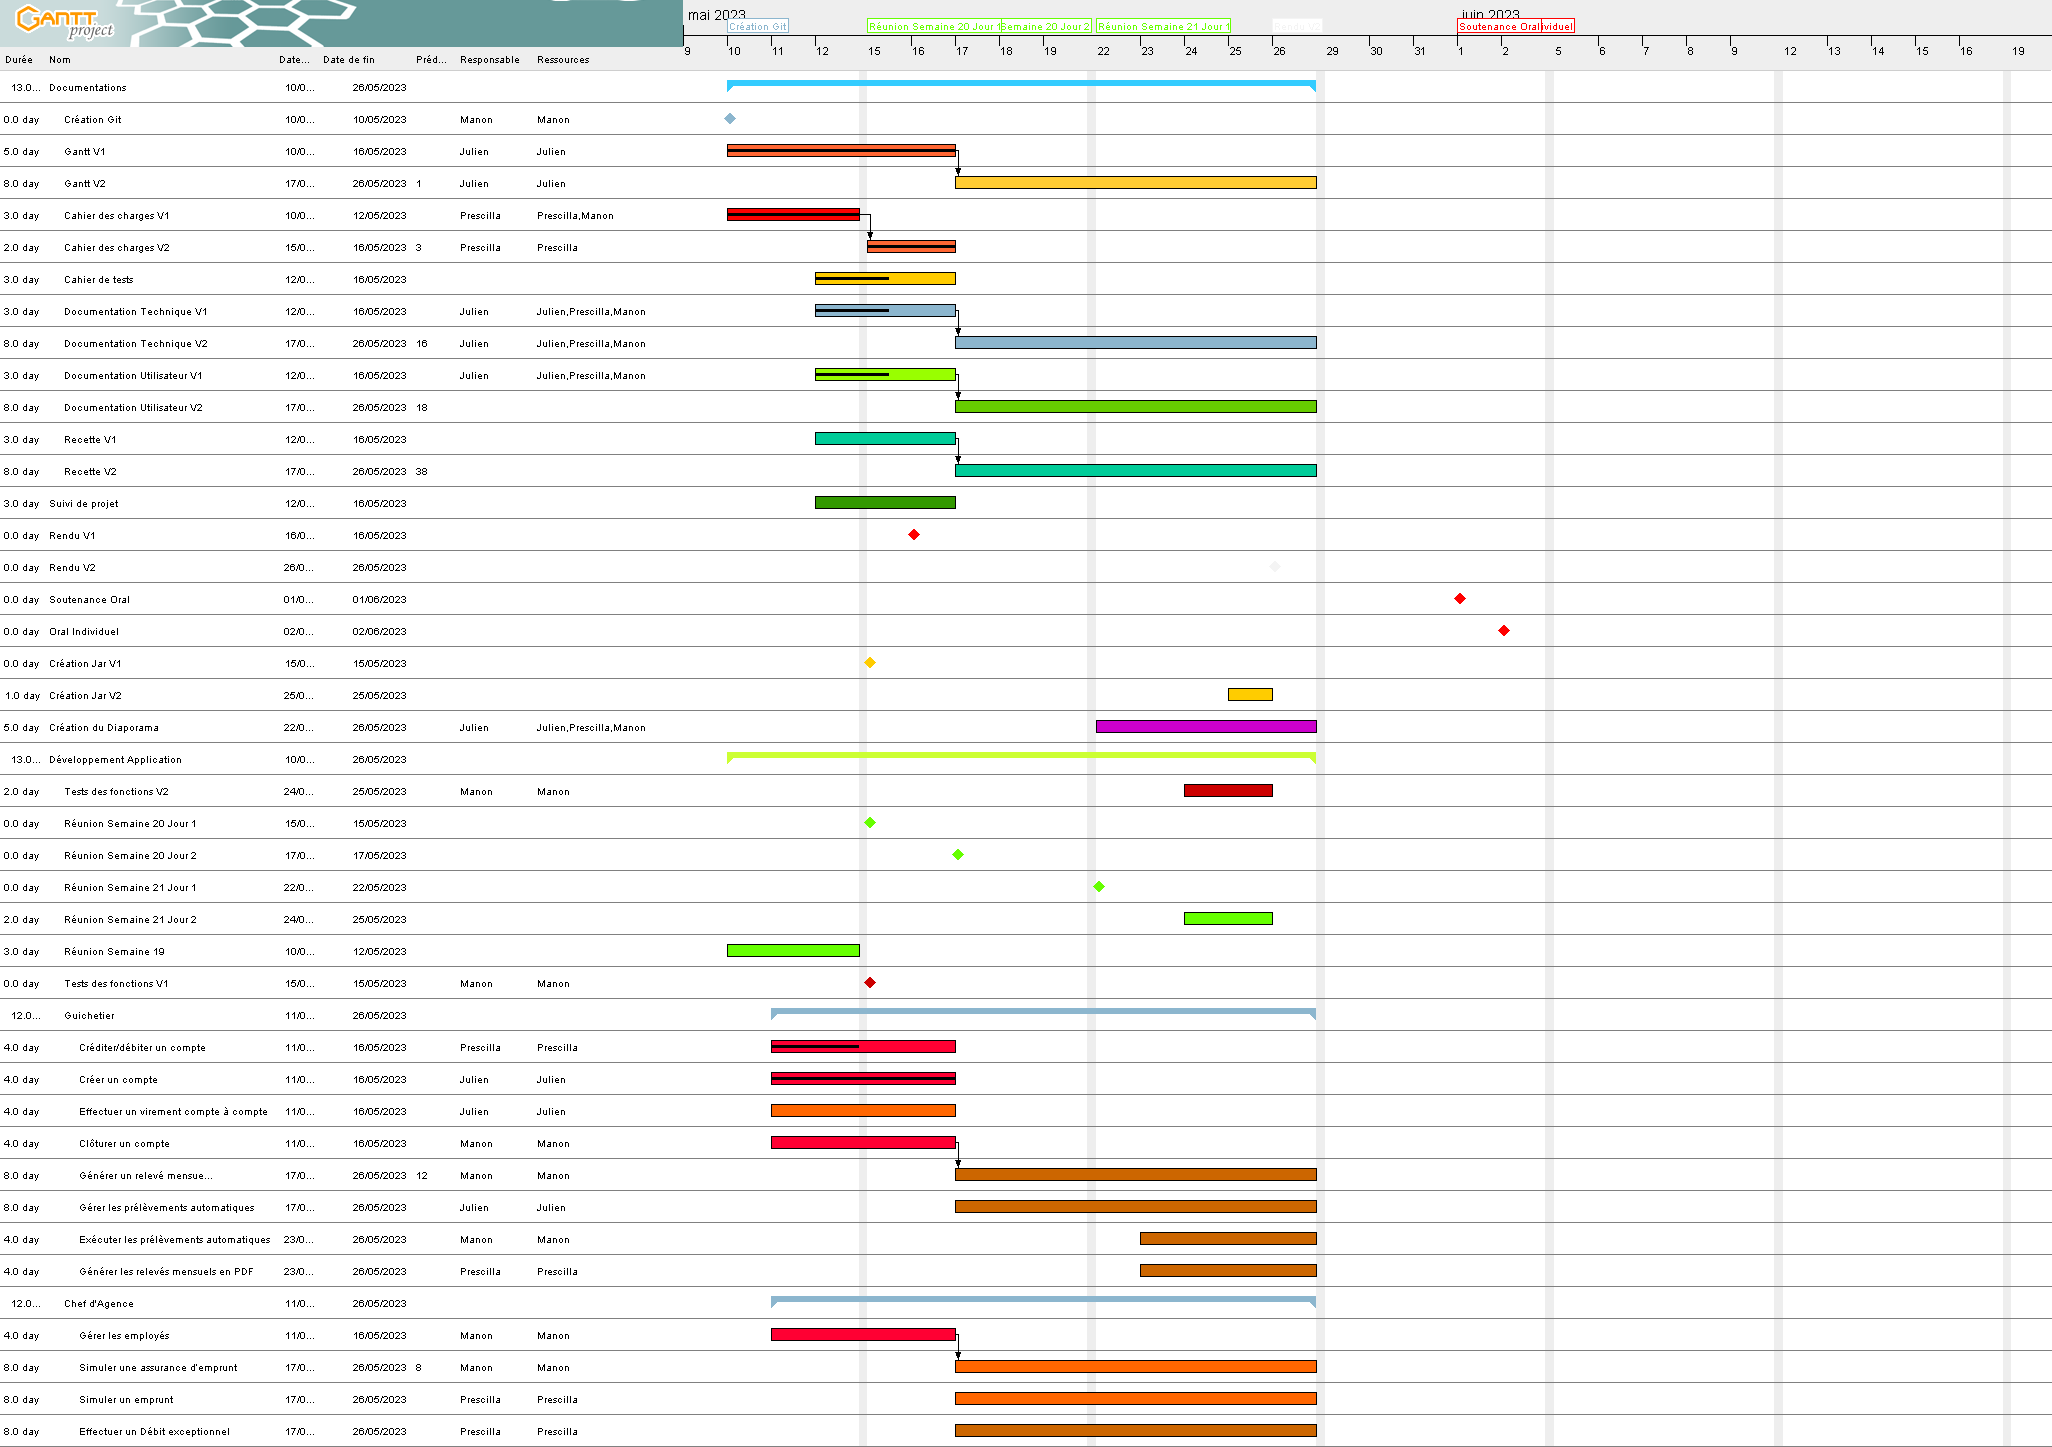 GANTT
project
mai 2023
juin 2023
Création Git
Réunion Semaine 20 Jour 1
Semaine 20 Jour 2
Réunion Semaine 21 Jour 1
Rendu V2
Soutenance Oral
ividuel
9 10 11 12 15 16 17 18 19 22 23 24 25 26 29 30 31 1 2 5 6 7 8 9 12 13 14 15 16 19
Durée Nom Date... Date de fin Préd... Responsable Ressources
13.0... Documentations 10/0... 26/05/2023
0.0 day Création Git 10/0... 10/05/2023 Manon Manon
5.0 day Gantt V1 10/0... 16/05/2023 Julien Julien
8.0 day Gantt V2 17/0... 26/05/2023 1 Julien Julien
3.0 day Cahier des charges V1 10/0... 12/05/2023 Prescilla Prescilla,Manon
2.0 day Cahier des charges V2 15/0... 16/05/2023 3 Prescilla Prescilla
3.0 day Cahier de tests 12/0... 16/05/2023
3.0 day Documentation Technique V1 12/0... 16/05/2023 Julien Julien,Prescilla,Manon
8.0 day Documentation Technique V2 17/0... 26/05/2023 16 Julien Julien,Prescilla,Manon
3.0 day Documentation Utilisateur V1 12/0... 16/05/2023 Julien Julien,Prescilla,Manon
8.0 day Documentation Utilisateur V2 17/0... 26/05/2023 18
3.0 day Recette V1 12/0... 16/05/2023
8.0 day Recette V2 17/0... 26/05/2023 38
3.0 day Suivi de projet 12/0... 16/05/2023
0.0 day Rendu V1 16/0... 16/05/2023
0.0 day Rendu V2 26/0... 26/05/2023
0.0 day Soutenance Oral 01/0... 01/06/2023
0.0 day Oral Individuel 02/0... 02/06/2023
0.0 day Création Jar V1 15/0... 15/05/2023
1.0 day Création Jar V2 25/0... 25/05/2023
5.0 day Création du Diaporama 22/0... 26/05/2023 Julien Julien,Prescilla,Manon
13.0... Développement Application 10/0... 26/05/2023
2.0 day Tests des fonctions V2 24/0... 25/05/2023 Manon Manon
0.0 day Réunion Semaine 20 Jour 1 15/0... 15/05/2023
0.0 day Réunion Semaine 20 Jour 2 17/0... 17/05/2023
0.0 day Réunion Semaine 21 Jour 1 22/0... 22/05/2023
2.0 day Réunion Semaine 21 Jour 2 24/0... 25/05/2023
3.0 day Réunion Semaine 19 10/0... 12/05/2023
0.0 day Tests des fonctions V1 15/0... 15/05/2023 Manon Manon
12.0... Guichetier 11/0... 26/05/2023
4.0 day Créditer/débiter un compte 11/0... 16/05/2023 Prescilla Prescilla
4.0 day Créer un compte 11/0... 16/05/2023 Julien Julien
4.0 day Effectuer un virement compte à compte 11/0... 16/05/2023 Julien Julien
4.0 day Clôturer un compte 11/0... 16/05/2023 Manon Manon
8.0 day Générer un relevé mensue... 17/0... 26/05/2023 12 Manon Manon
8.0 day Gérer les prélèvements automatiques 17/0... 26/05/2023 Julien Julien
4.0 day Exécuter les prélèvements automatiques 23/0... 26/05/2023 Manon Manon
4.0 day Générer les relevés mensuels en PDF 23/0... 26/05/2023 Prescilla Prescilla
12.0... Chef d'Agence 11/0... 26/05/2023
4.0 day Gérer les employés 11/0... 16/05/2023 Manon Manon
8.0 day Simuler une assurance d'emprunt 17/0... 26/05/2023 8 Manon Manon
8.0 day Simuler un emprunt 17/0... 26/05/2023 Prescilla Prescilla
8.0 day Effectuer un Débit exceptionnel 17/0... 26/05/2023 Prescilla Prescilla